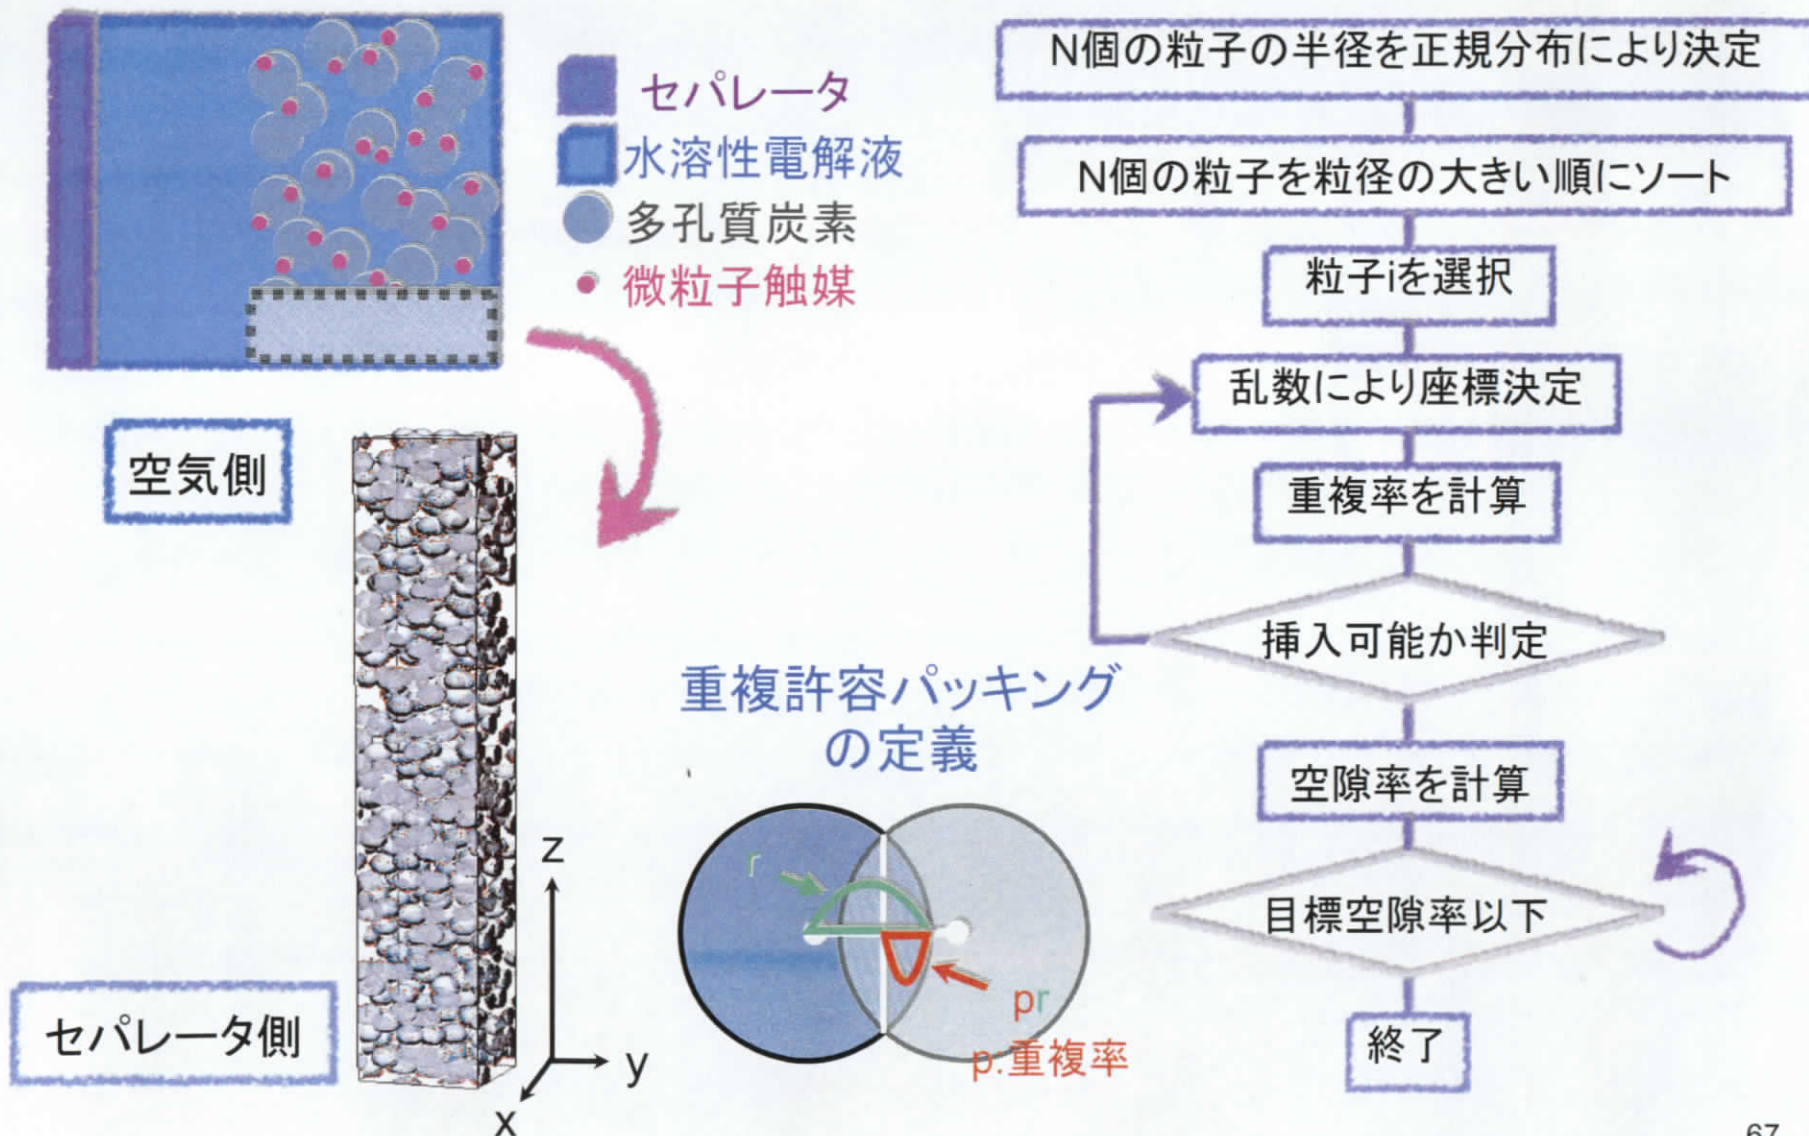 セパレータ
水溶性電解液
多孔質炭素
微粒子触媒
空気側
セパレータ側
z
y
x
重複許容パッキング
の定義
r
pr
p:重複率
N個の粒子の半径を正規分布により決定
N個の粒子を粒径の大きい順にソート
粒子iを選択
乱数により座標決定
重複率を計算
挿入可能か判定
空隙率を計算
目標空隙率以下
終了
67